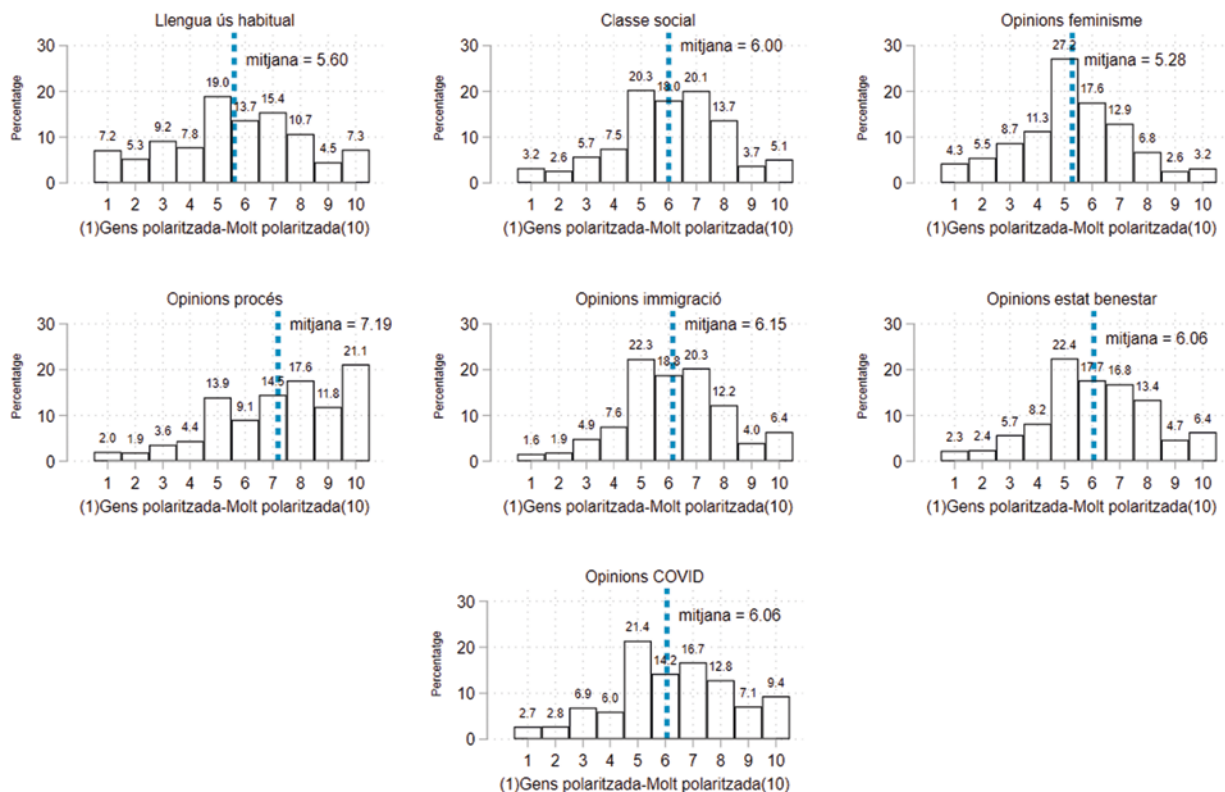 Llengua ús habitual
mitjana = 5.60
Percentatge
30
20
10
0
7.2 5.3 9.2 7.8 19.0 13.7 15.4 10.7 4.5 7.3
1 2 3 4 5 6 7 8 9 10
(1)Gens polaritzada-Molt polaritzada(10)
Classe social
mitjana = 6.00
Percentatge
30
20
10
0
3.2 2.6 5.7 7.5 20.3 18.0 20.1 13.7 3.7 5.1
1 2 3 4 5 6 7 8 9 10
(1)Gens polaritzada-Molt polaritzada(10)
Opinions feminisme
mitjana = 5.28
Percentatge
30
20
10
0
4.3 5.5 8.7 11.3 27.2 17.6 12.9 6.8 2.6 3.2
1 2 3 4 5 6 7 8 9 10
(1)Gens polaritzada-Molt polaritzada(10)
Opinions procés
mitjana = 7.19
Percentatge
30
20
10
0
2.0 1.9 3.6 4.4 13.9 9.1 14.5 17.6 11.8 21.1
1 2 3 4 5 6 7 8 9 10
(1)Gens polaritzada-Molt polaritzada(10)
Opinions immigració
mitjana = 6.15
Percentatge
30
20
10
0
1.6 1.9 4.9 7.6 22.3 18.8 20.3 12.2 4.0 6.4
1 2 3 4 5 6 7 8 9 10
(1)Gens polaritzada-Molt polaritzada(10)
Opinions estat benestar
mitjana = 6.06
Percentatge
30
20
10
0
2.3 2.4 5.7 8.2 22.4 17.7 16.8 13.4 4.7 6.4
1 2 3 4 5 6 7 8 9 10
(1)Gens polaritzada-Molt polaritzada(10)
Opinions COVID
mitjana = 6.06
Percentatge
30
20
10
0
2.7 2.8 6.9 6.0 21.4 14.2 16.7 12.8 7.1 9.4
1 2 3 4 5 6 7 8 9 10
(1)Gens polaritzada-Molt polaritzada(10)